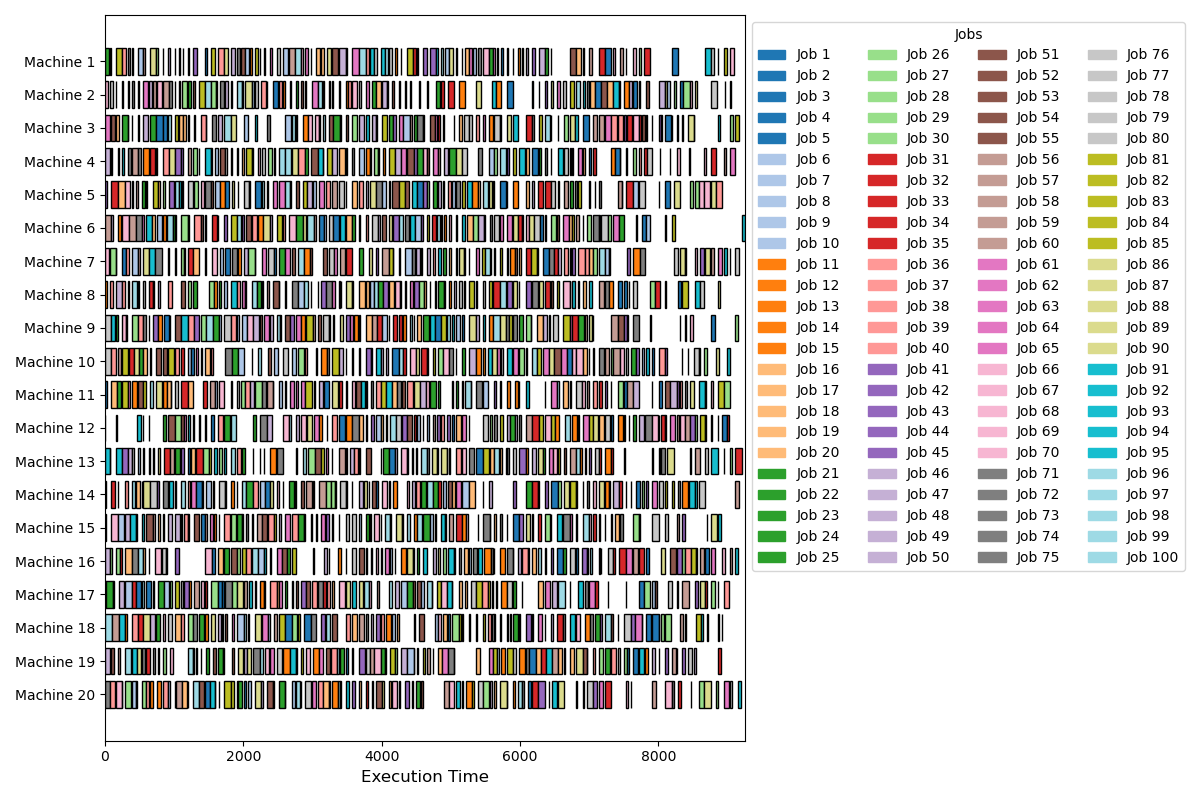 Jobs
Machine 1
Machine 2
Machine 3
Machine 4
Machine 5
Machine 6
Machine 7
Machine 8
Machine 9
Machine 10
Machine 11
Machine 12
Machine 13
Machine 14
Machine 15
Machine 16
Machine 17
Machine 18
Machine 19
Machine 20
0 2000 4000 6000 8000
Execution Time
Job 1 Job 26 Job 51 Job 76
Job 2 Job 27 Job 52 Job 77
Job 3 Job 28 Job 53 Job 78
Job 4 Job 29 Job 54 Job 79
Job 5 Job 30 Job 55 Job 80
Job 6 Job 31 Job 56 Job 81
Job 7 Job 32 Job 57 Job 82
Job 8 Job 33 Job 58 Job 83
Job 9 Job 34 Job 59 Job 84
Job 10 Job 35 Job 60 Job 85
Job 11 Job 36 Job 61 Job 86
Job 12 Job 37 Job 62 Job 87
Job 13 Job 38 Job 63 Job 88
Job 14 Job 39 Job 64 Job 89
Job 15 Job 40 Job 65 Job 90
Job 16 Job 41 Job 66 Job 91
Job 17 Job 42 Job 67 Job 92
Job 18 Job 43 Job 68 Job 93
Job 19 Job 44 Job 69 Job 94
Job 20 Job 45 Job 70 Job 95
Job 21 Job 46 Job 71 Job 96
Job 22 Job 47 Job 72 Job 97
Job 23 Job 48 Job 73 Job 98
Job 24 Job 49 Job 74 Job 99
Job 25 Job 50 Job 75 Job 100